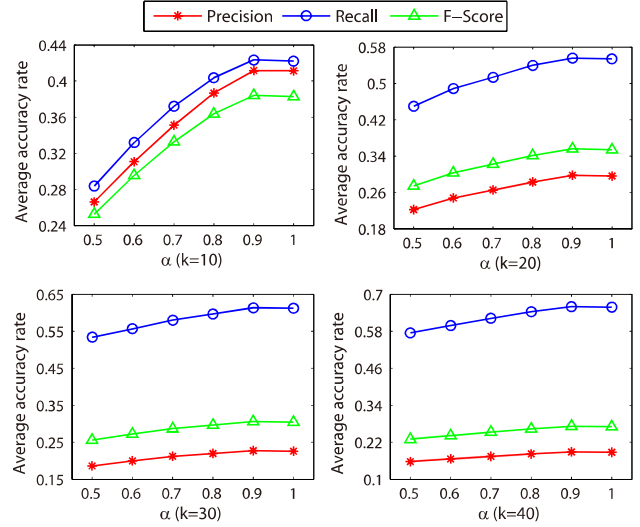 Precision Recall F−Score
Average accuracy rate
0.44
0.4
0.36
0.32
0.28
0.24
0.5 0.6 0.7 0.8 0.9 1
α (k=10)
Average accuracy rate
0.58
0.5
0.42
0.34
0.26
0.18
0.5 0.6 0.7 0.8 0.9 1
α (k=20)
Average accuracy rate
0.65
0.55
0.45
0.35
0.25
0.15
0.5 0.6 0.7 0.8 0.9 1
α (k=30)
Average accuracy rate
0.7
0.58
0.46
0.34
0.22
0.1
0.5 0.6 0.7 0.8 0.9 1
α (k=40)